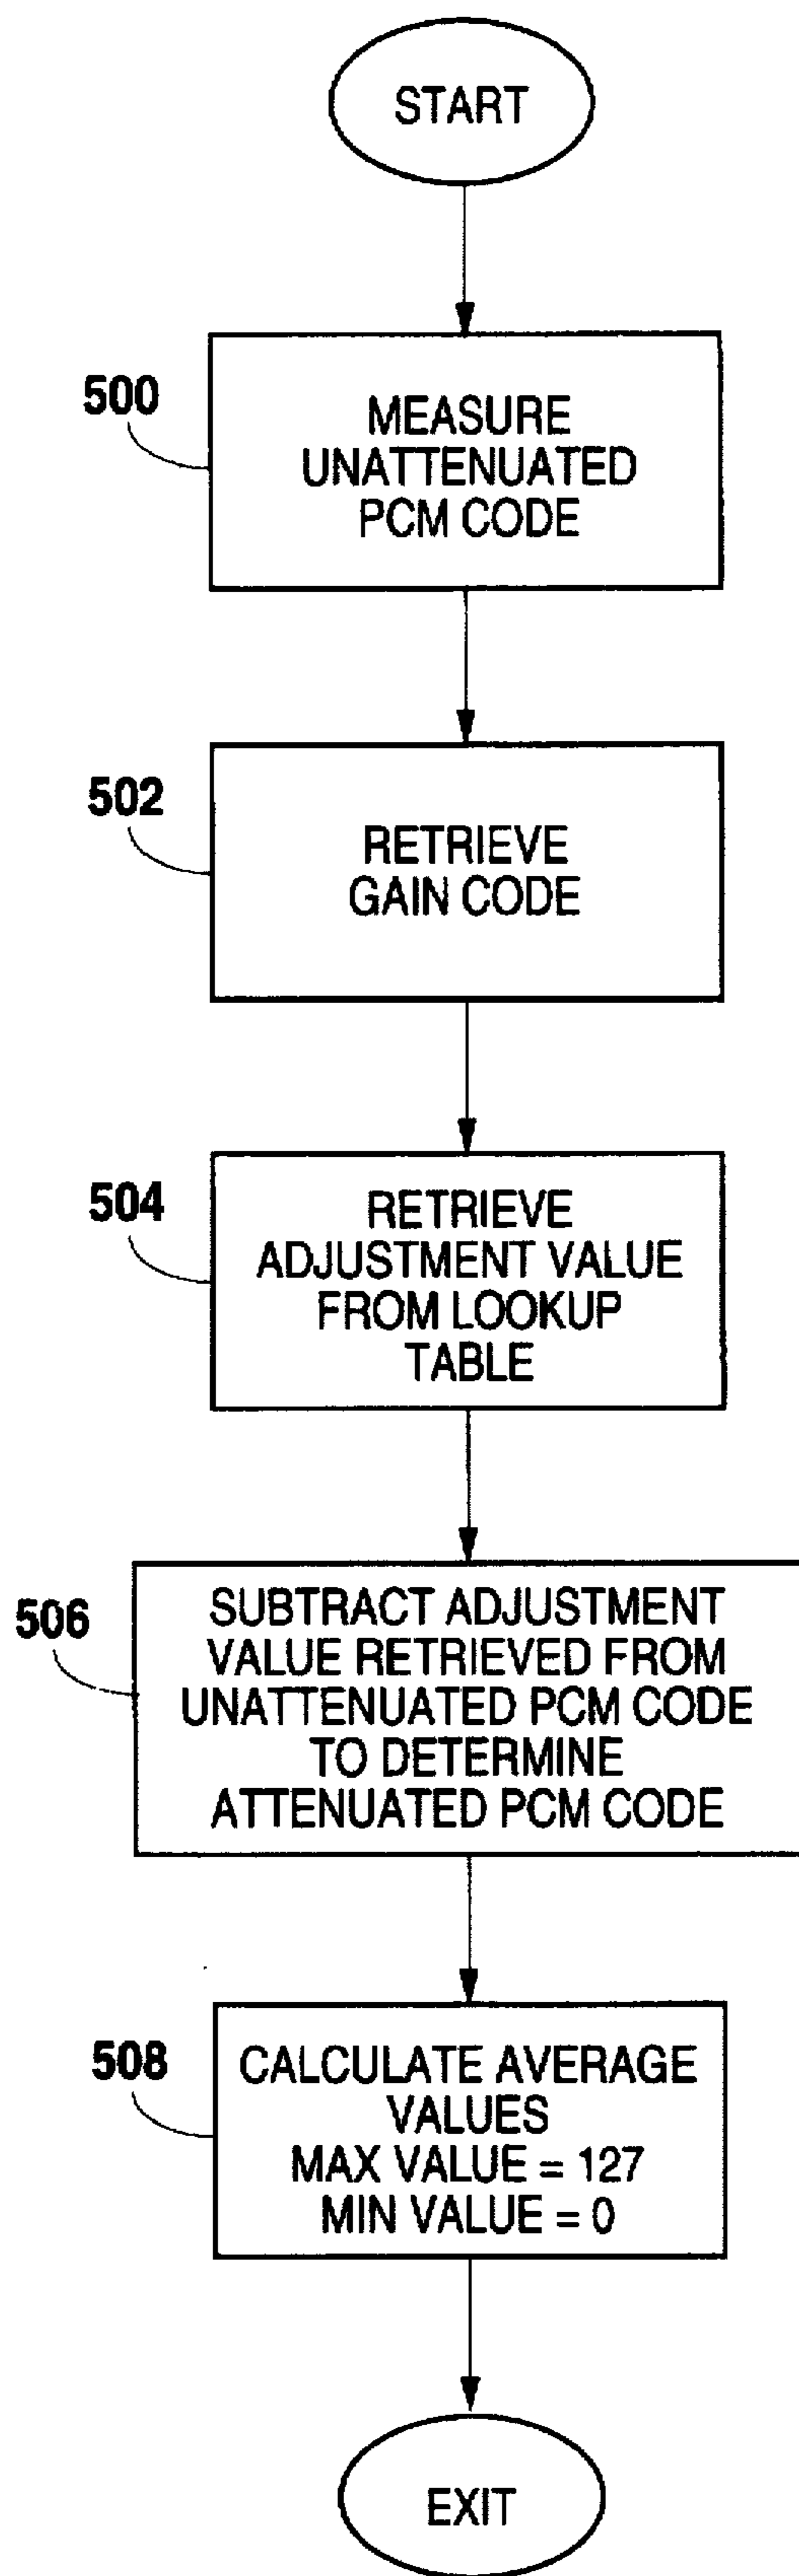 START
500
MEASURE
UNATTENUATED
PCM CODE
502
RETRIEVE
GAIN CODE
504
RETRIEVE
ADJUSTMENT VALUE
FROM LOOKUP
TABLE
506
SUBTRACT ADJUSTMENT
VALUE RETRIEVED FROM
UNATTENUATED PCM CODE
TO DETERMINE
ATTENUATED PCM CODE
508
CALCULATE AVERAGE
VALUES
MAX VALUE = 127
MIN VALUE = 0
EXIT